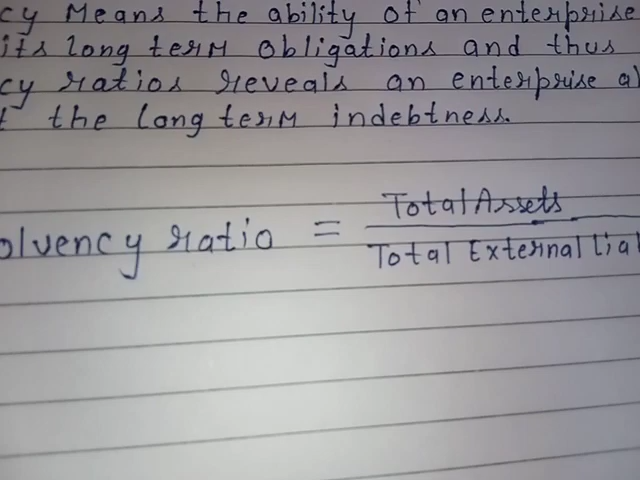 cy Means the ability of an enterprise
its long term obligations and thus
cy ratios reveals an enterprise a
the long term indebtness.
olvency ratio = Total Assets
Total External Lia